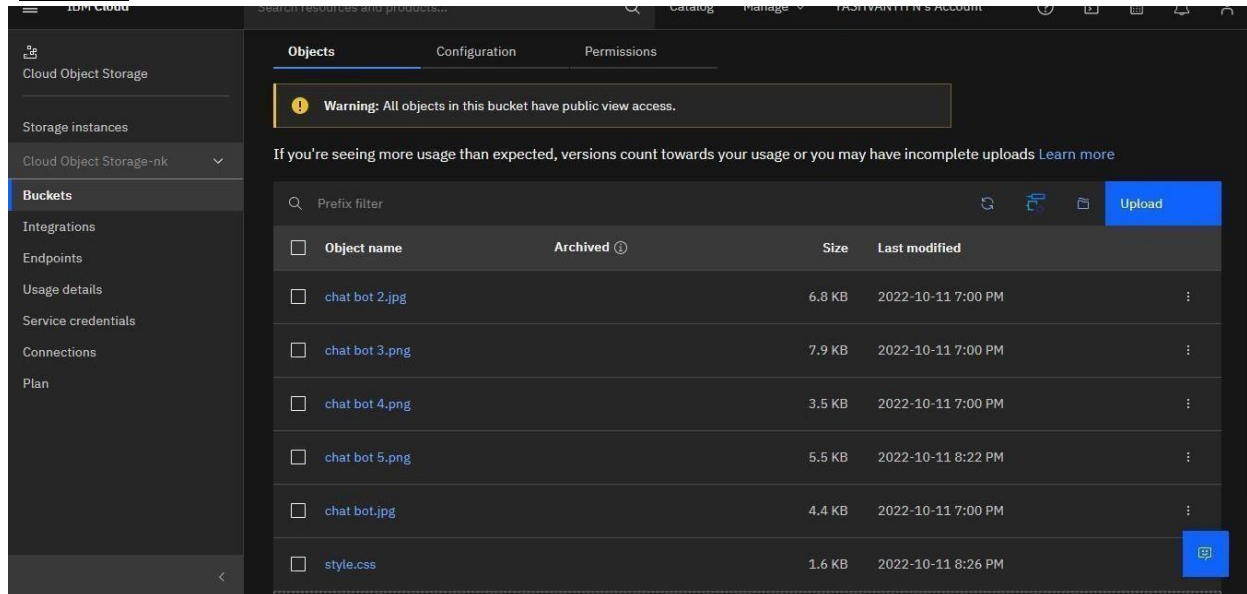 IBM Cloud
Search resources and products...
Catalog
Manage
Account
Cloud Object Storage
Storage instances
Cloud Object Storage-nk
Buckets
Integrations
Endpoints
Usage details
Service credentials
Connections
Plan
Objects Configuration Permissions
Warning: All objects in this bucket have public view access.
If you're seeing more usage than expected, versions count towards your usage or you may have incomplete uploads Learn more
Prefix filter
Upload
Object name Archived Size Last modified
chat bot 2.jpg 6.8 KB 2022-10-11 7:00 PM
chat bot 3.png 7.9 KB 2022-10-11 7:00 PM
chat bot 4.png 3.5 KB 2022-10-11 7:00 PM
chat bot 5.png 5.5 KB 2022-10-11 8:22 PM
chat bot.jpg 4.4 KB 2022-10-11 7:00 PM
style.css 1.6 KB 2022-10-11 8:26 PM